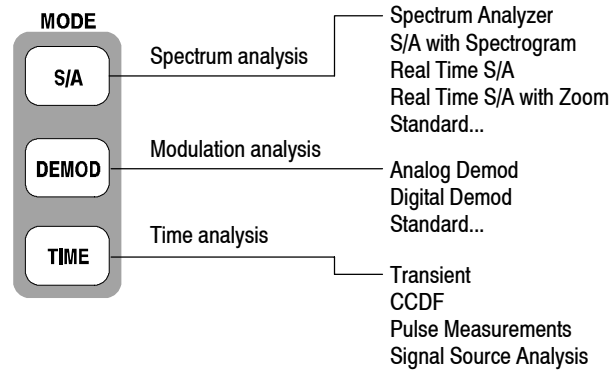 MODE
S/A
Spectrum analysis
Spectrum Analyzer
S/A with Spectrogram
Real Time S/A
Real Time S/A with Zoom
Standard...
DEMOD
Modulation analysis
Analog Demod
Digital Demod
Standard...
TIME
Time analysis
Transient
CCDF
Pulse Measurements
Signal Source Analysis